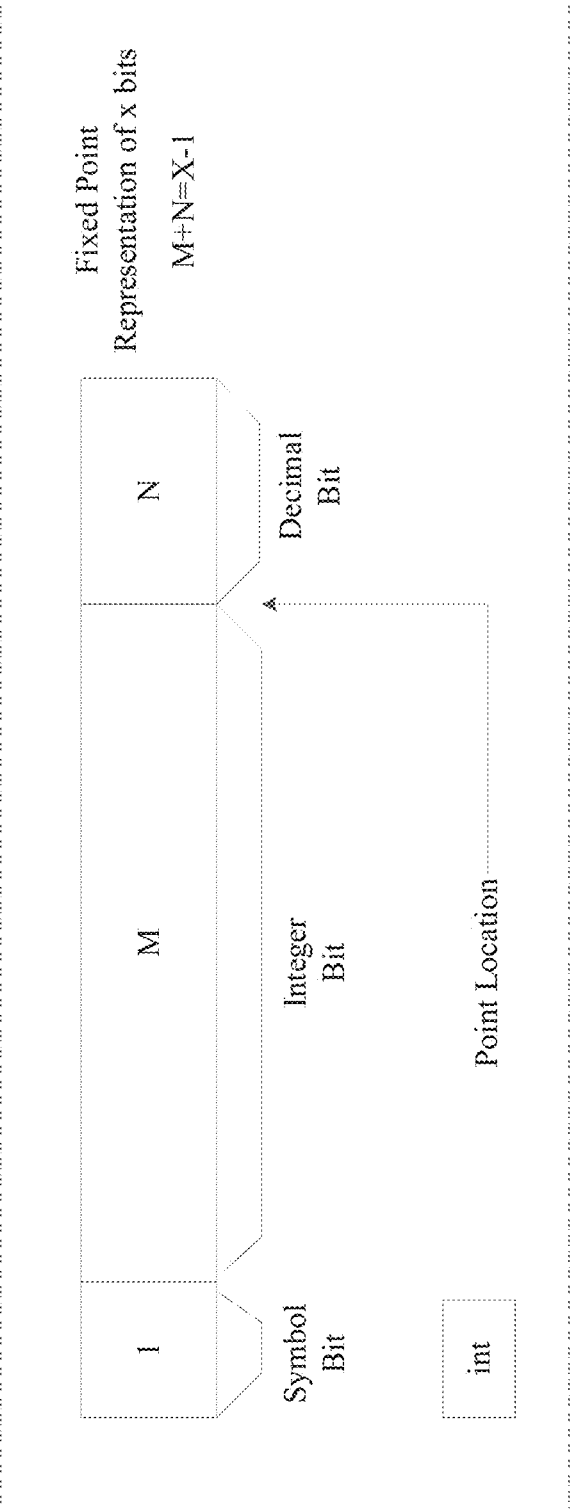 1
M
N
Fixed Point
Representation of x bits
M+N=X-1
Symbol
Bit
Integer
Bit
Decimal
Bit
int
Point Location